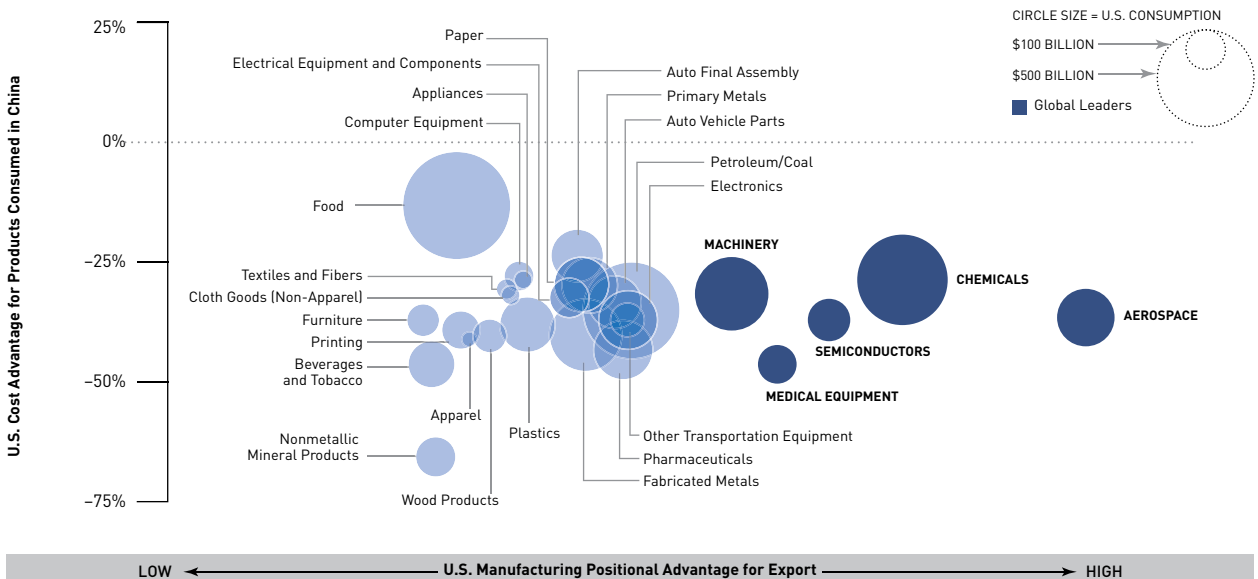 CIRCLE SIZE = U.S. CONSUMPTION
$100 BILLION
$500 BILLION
Global Leaders
U.S. Cost Advantage for Products Consumed in China
25%
0%
−25%
−50%
−75%
Paper
Electrical Equipment and Components
Appliances
Computer Equipment
Food
Textiles and Fibers
Cloth Goods (Non-Apparel)
Furniture
Printing
Beverages
and Tobacco
Apparel
Nonmetallic
Mineral Products
Wood Products
Plastics
Auto Final Assembly
Primary Metals
Auto Vehicle Parts
Petroleum/Coal
Electronics
Other Transportation Equipment
Pharmaceuticals
Fabricated Metals
MACHINERY
CHEMICALS
AEROSPACE
SEMICONDUCTORS
MEDICAL EQUIPMENT
LOW U.S. Manufacturing Positional Advantage for Export HIGH